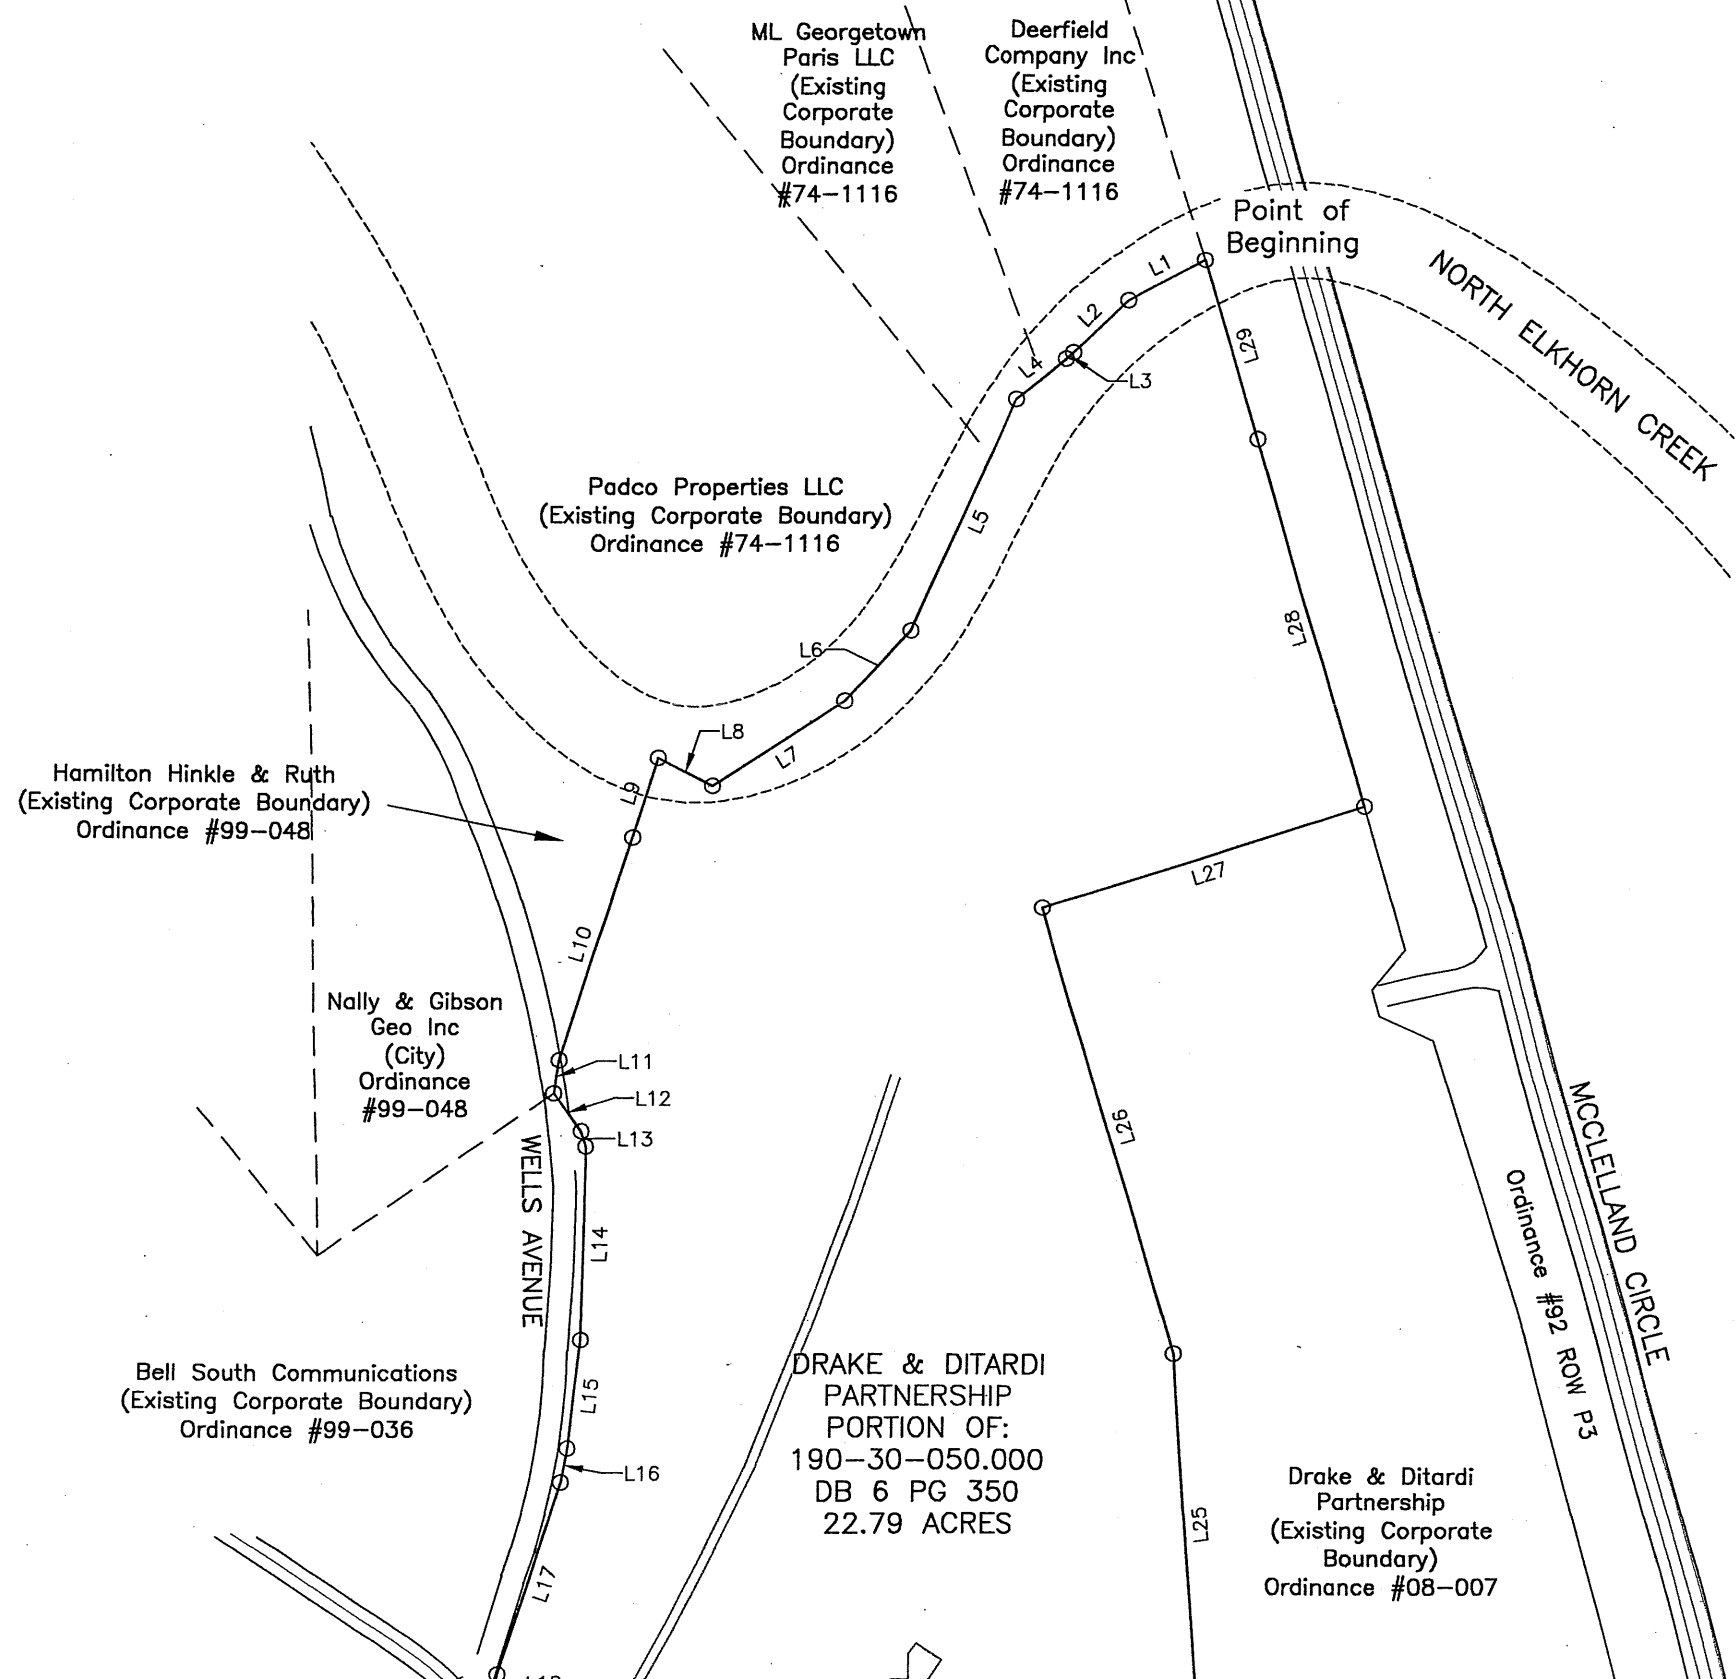 ML Georgetown
Paris LLC
(Existing
Corporate
Boundary)
Ordinance
#74-1116
Deerfield
Company Inc
(Existing
Corporate
Boundary)
Ordinance
#74-1116
Point of
Beginning
NORTH ELKHORN CREEK
L1
L2
L3
L4
L29
L5
Padco Properties LLC
(Existing Corporate Boundary)
Ordinance #74-1116
L28
L6
L8
L7
L9
Hamilton Hinkle & Ruth
(Existing Corporate Boundary)
Ordinance #99-048
L27
L10
Nally & Gibson
Geo Inc
(City)
Ordinance
#99-048
L11
L12
L13
L26
WELLS AVENUE
L14
MCCLELLAND CIRCLE
Ordinance #92 ROW P3
Bell South Communications
(Existing Corporate Boundary)
Ordinance #99-036
L15
L16
DRAKE & DITARDI
PARTNERSHIP
PORTION OF:
190-30-050.000
DB 6 PG 350
22.79 ACRES
L25
Drake & Ditardi
Partnership
(Existing Corporate
Boundary)
Ordinance #08-007
L17